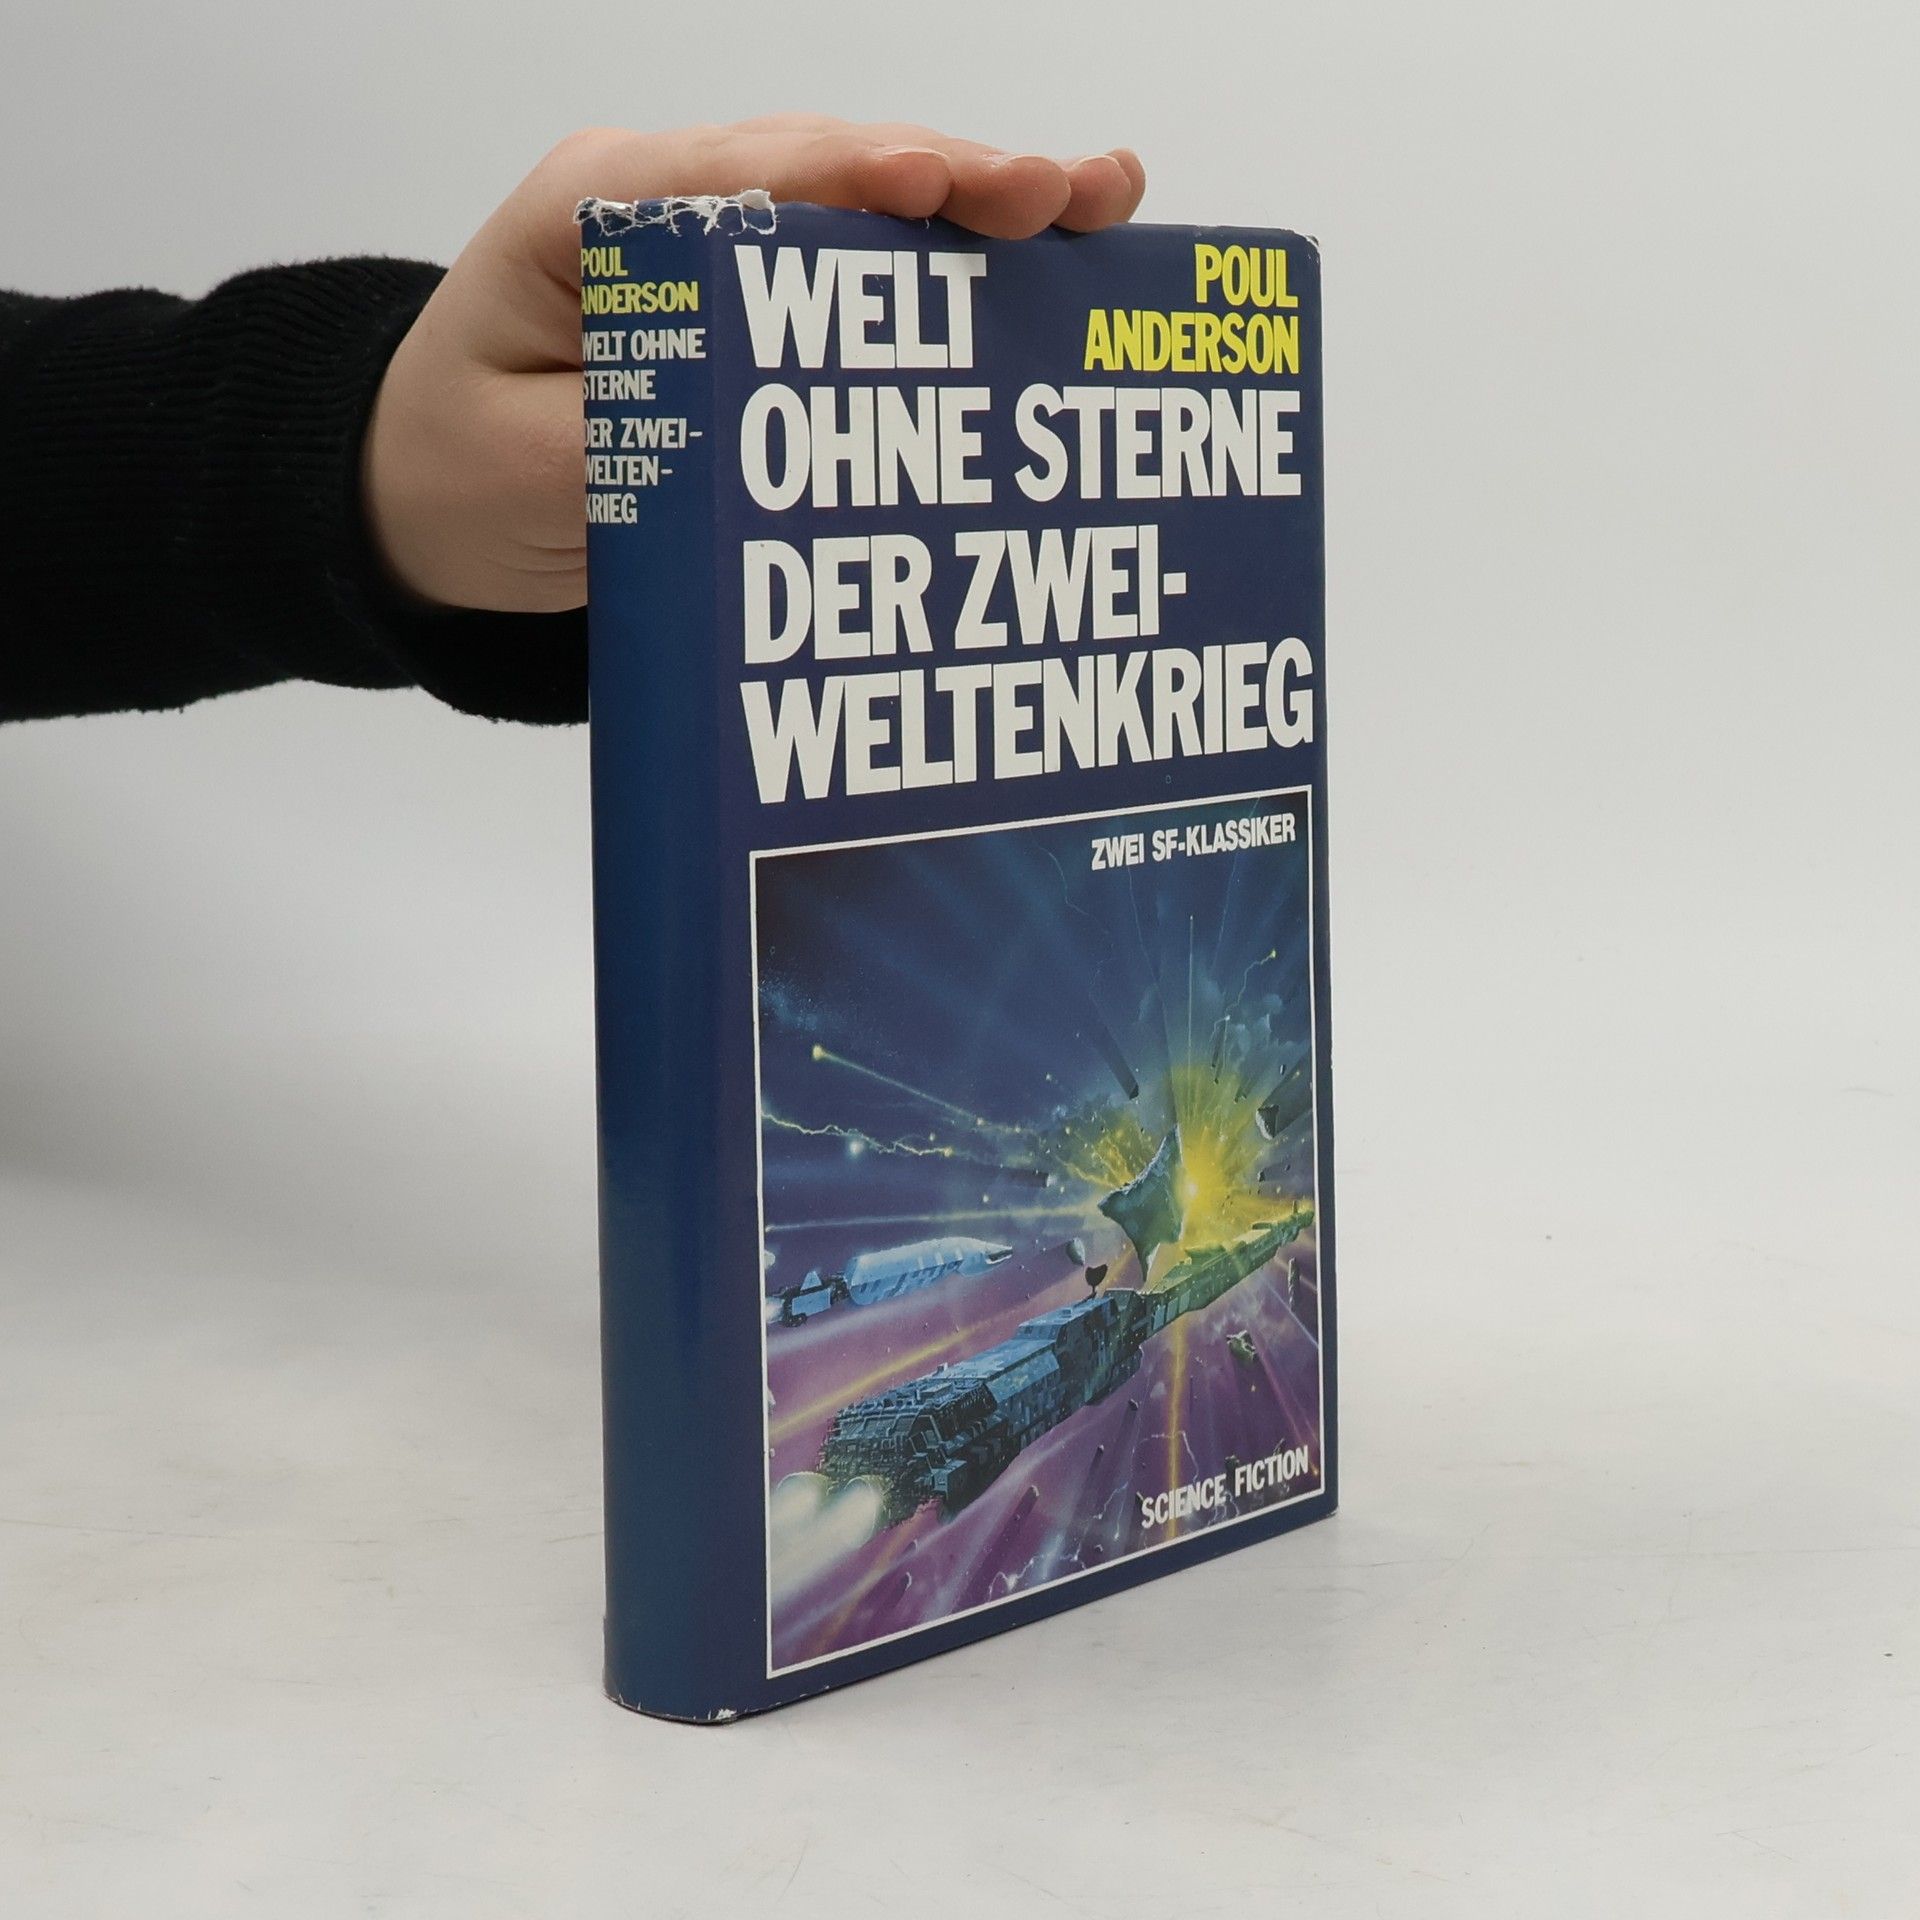 POUL
ANDERSON
WELT OHNE
STERNE
DER ZWEI-
WELTEN-
KRIEG
WELT
POUL
ANDERSON
OHNE STERNE
DER ZWEI-
WELTENKRIEG
ZWEI SF-KLASSIKER
SCIENCE FICTION